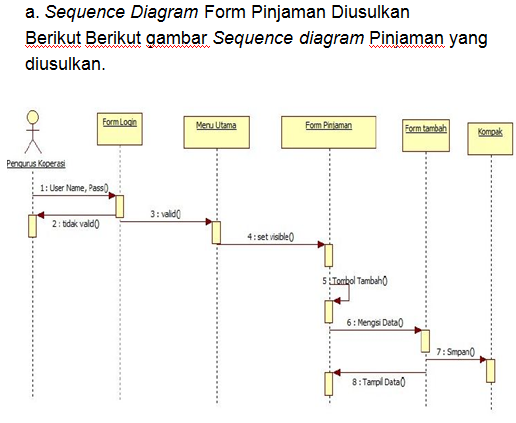 a. Sequence Diagram Form Pinjaman Diusulkan
Berikut Berikut gambar Sequence diagram Pinjaman yang
diusulkan.
Form Login
Menu Utama
Form Pinjaman
Form tambah
Kompak
Pengurus Koperasi
1 : User Name, Pass()
2 : tidak valid()
3 : valid()
4 : set visible()
5 : Tombol Tambah()
6 : Mengisi Data()
7 : Smpan()
8 : Tampil Data()